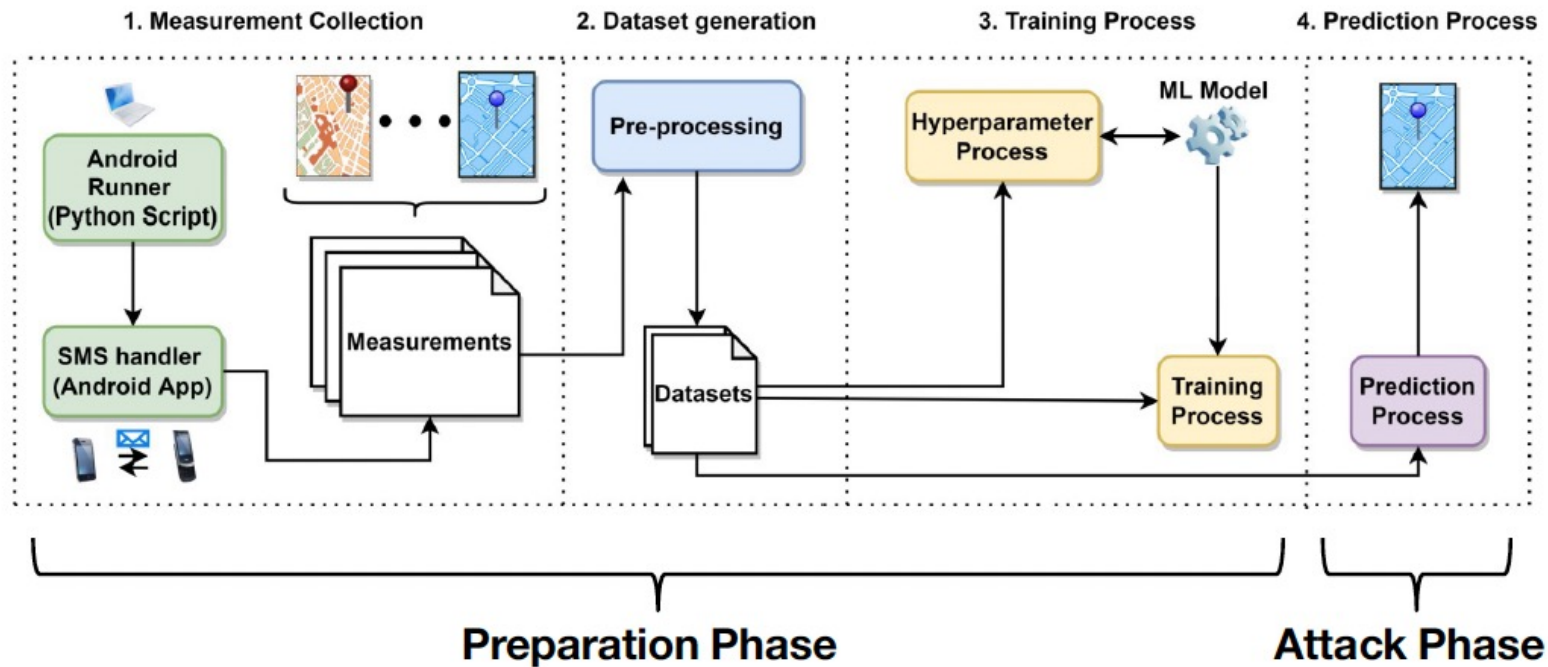 1. Measurement Collection
2. Dataset generation
3. Training Process
4. Prediction Process
Android
Runner
(Python Script)
SMS handler
(Android App)
Measurements
Pre-processing
Datasets
Hyperparameter
Process
ML Model
Training
Process
Prediction
Process
Preparation Phase
Attack Phase